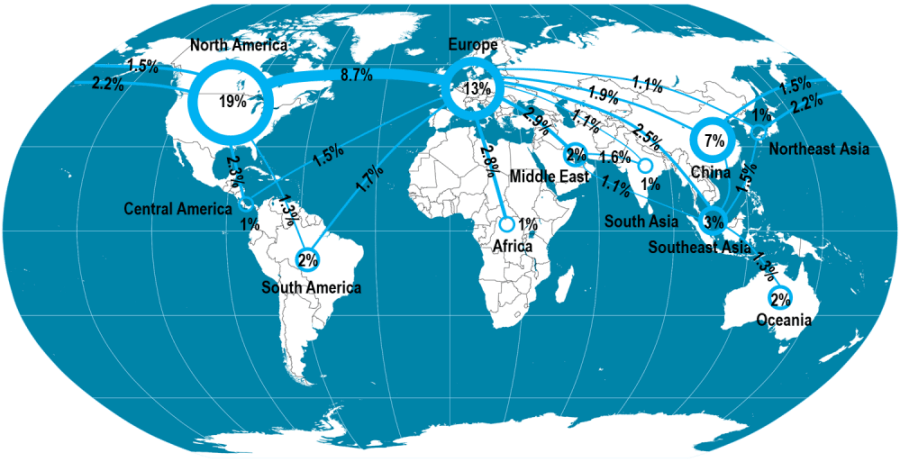 North America
Europe
1.5%
2.2%
8.7%
19%
13%
1.1%
1.9%
1.5%
2.2%
2.9%
1.1%
2.5%
1%
7%
Northeast Asia
2.3%
1.5%
1.7%
2.8%
2%
1.6%
China
Middle East
1.1%
1%
1.5%
1.3%
Central America
1%
1%
South Asia
3%
Africa
Southeast Asia
2%
South America
1.3%
2%
Oceania